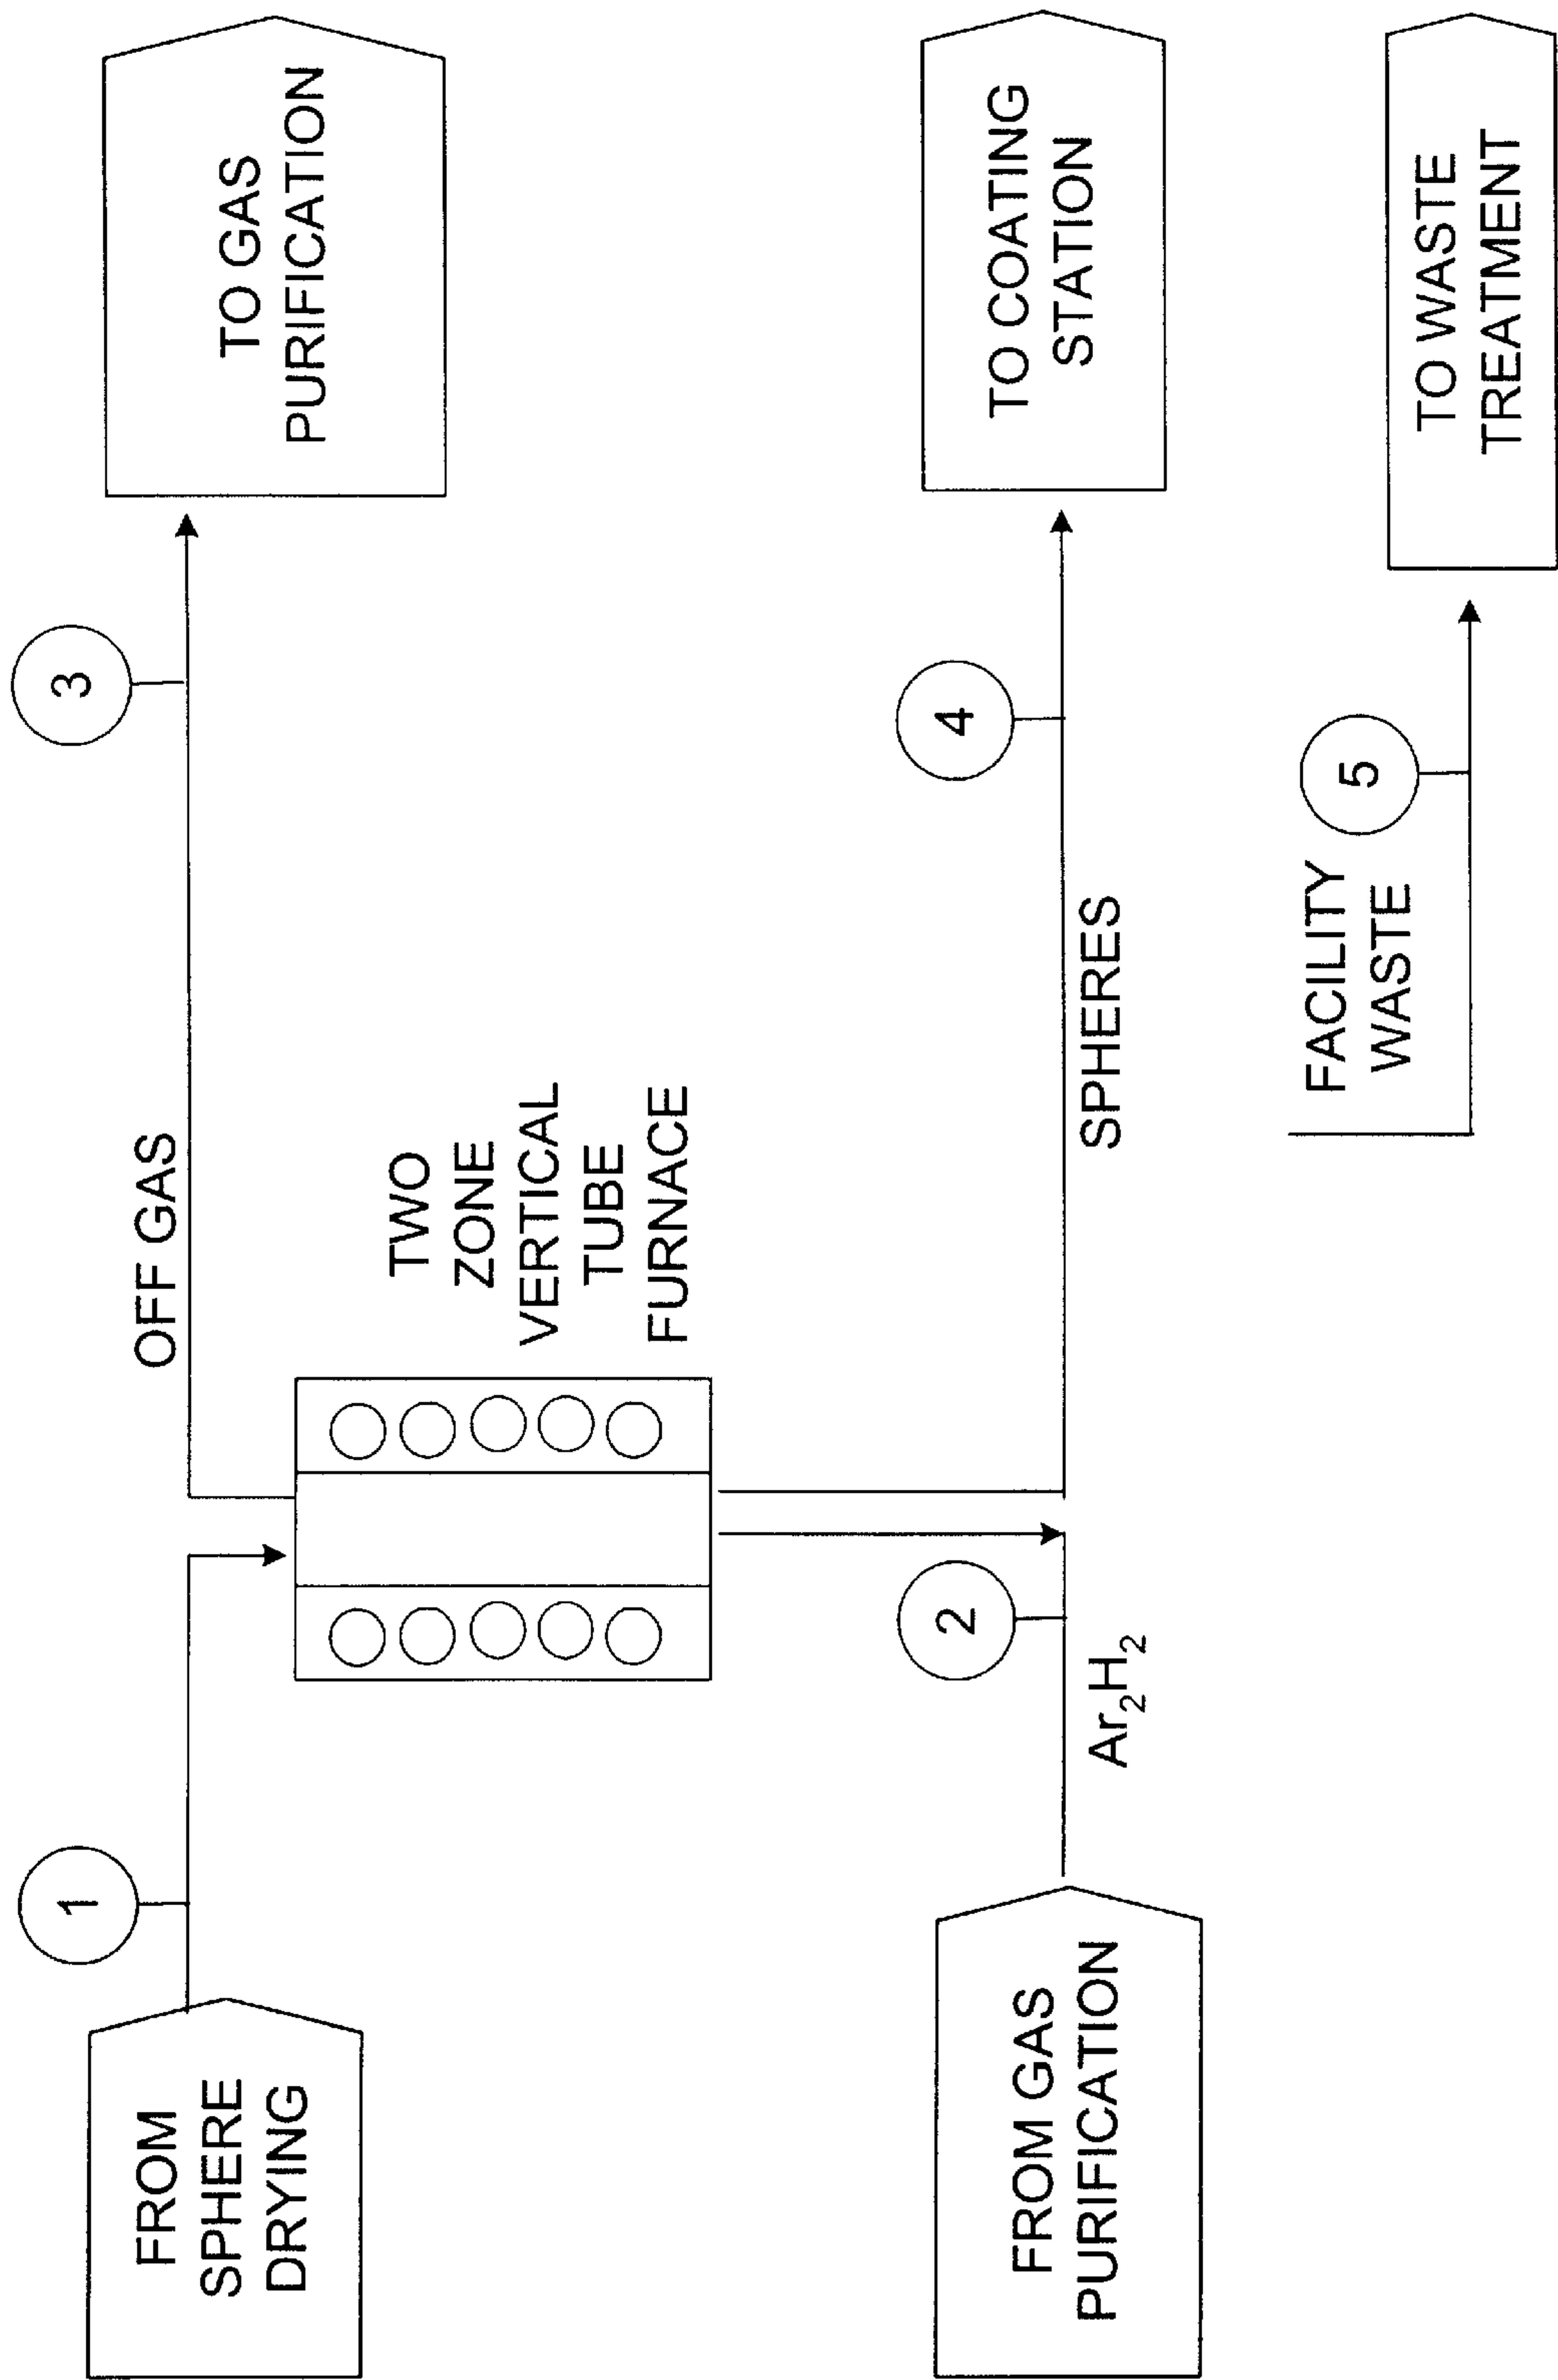 FROM
SPHERE
DRYING
1
OFF GAS
3
TO GAS
PURIFICATION
TWO
ZONE
VERTICAL
TUBE
FURNACE
FROM GAS
PURIFICATION
2
Ar₂H₂
SPHERES
4
TO COATING
STATION
FACILITY
WASTE
5
TO WASTE
TREATMENT